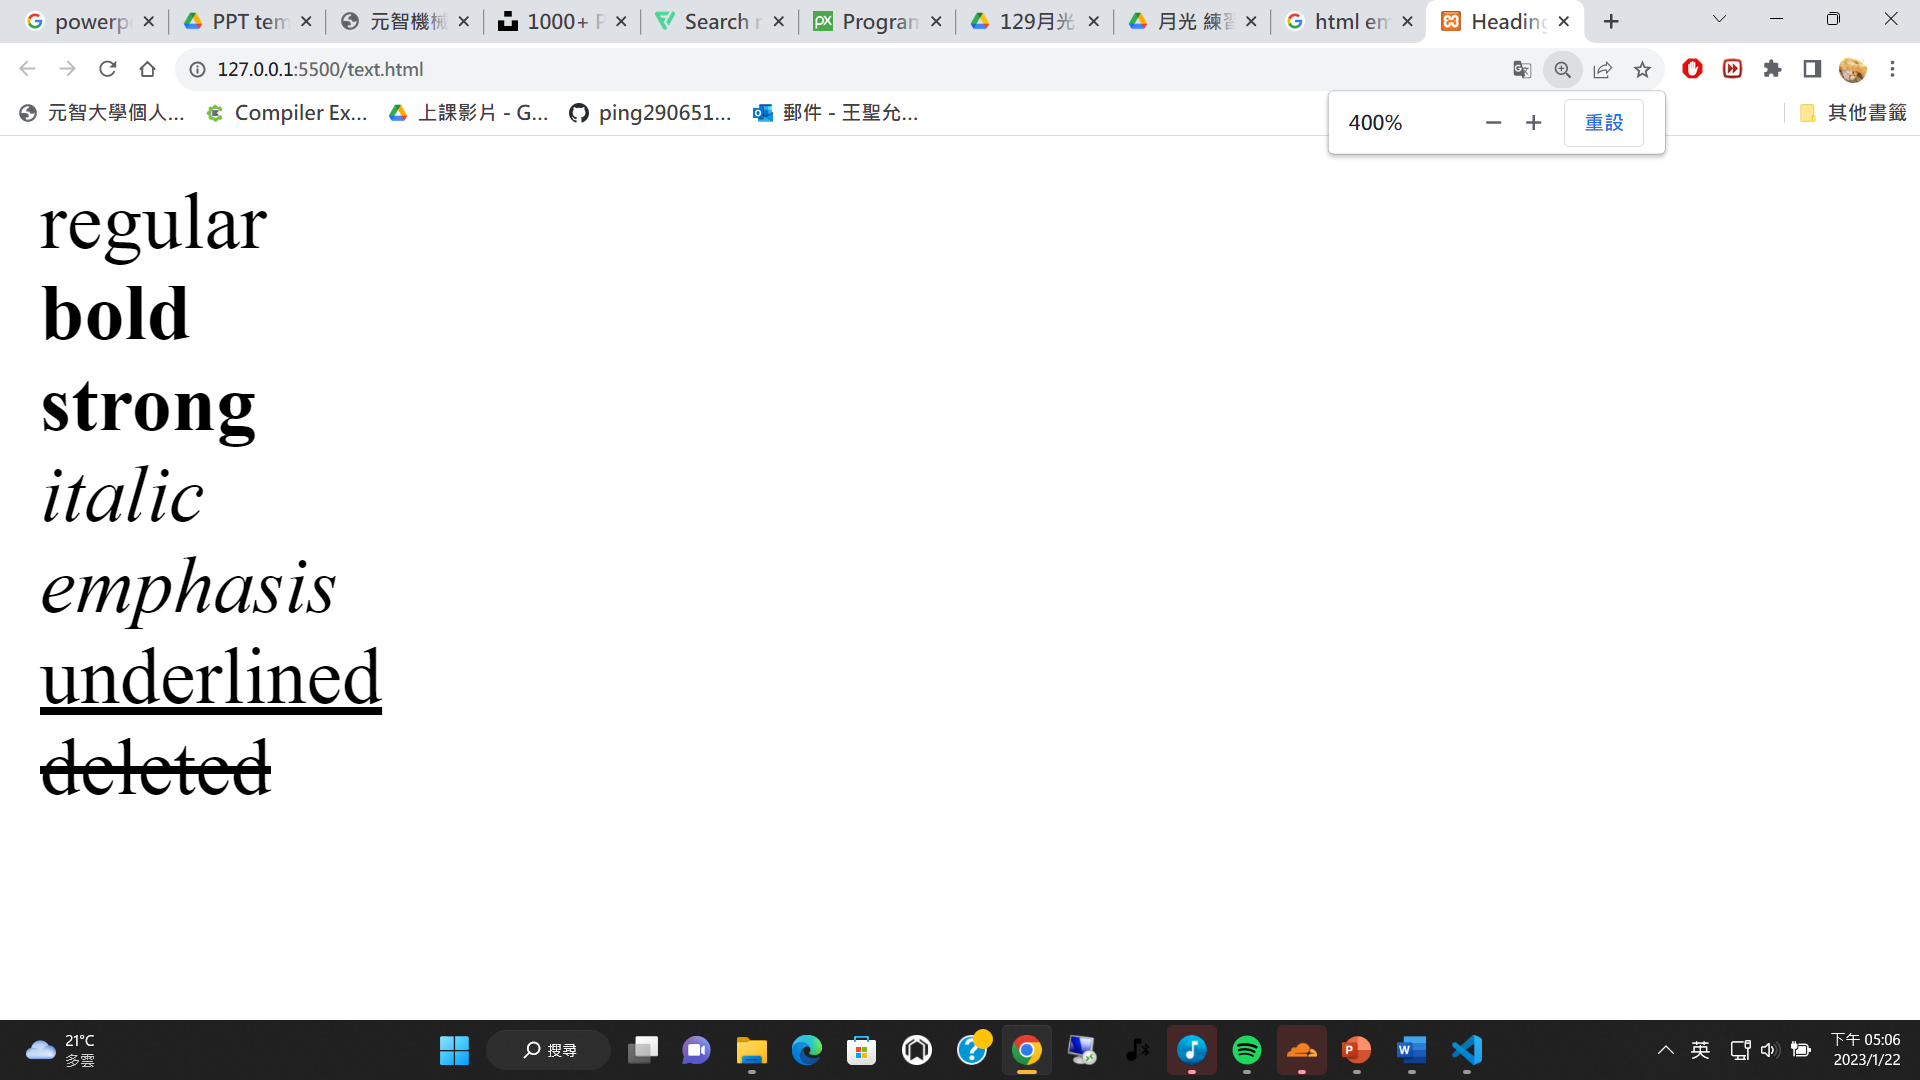 powerp
PPT tem
元智機械
1000+ P
Search r
Program
129月光
月光 練習
html em
Heading
127.0.0.1:5500/text.html
元智大學個人...
Compiler Ex...
上課影片 - G...
ping290651...
郵件 - 王聖允...
其他書籤
400%
重設
regular
bold
strong
italic
emphasis
underlined
deleted
21°C
多雲
搜尋
英
下午 05:06
2023/1/22